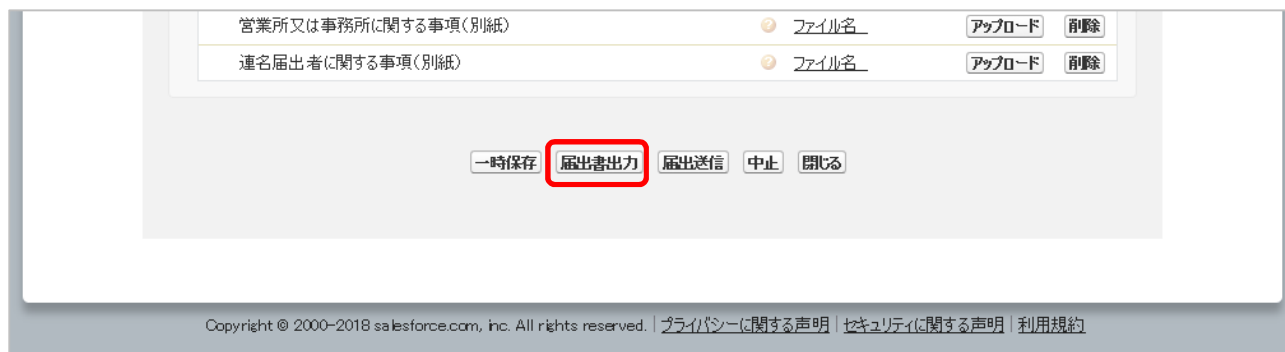 営業所又は事務所に関する事項(別紙) ? ファイル名 アップロード 削除
連名届出者に関する事項(別紙) ? ファイル名 アップロード 削除
一時保存 届出書出力 届出送信 中止 閉じる
Copyright © 2000-2018 salesforce.com, inc. All rights reserved. | プライバシーに関する声明 | セキュリティに関する声明 | 利用規約